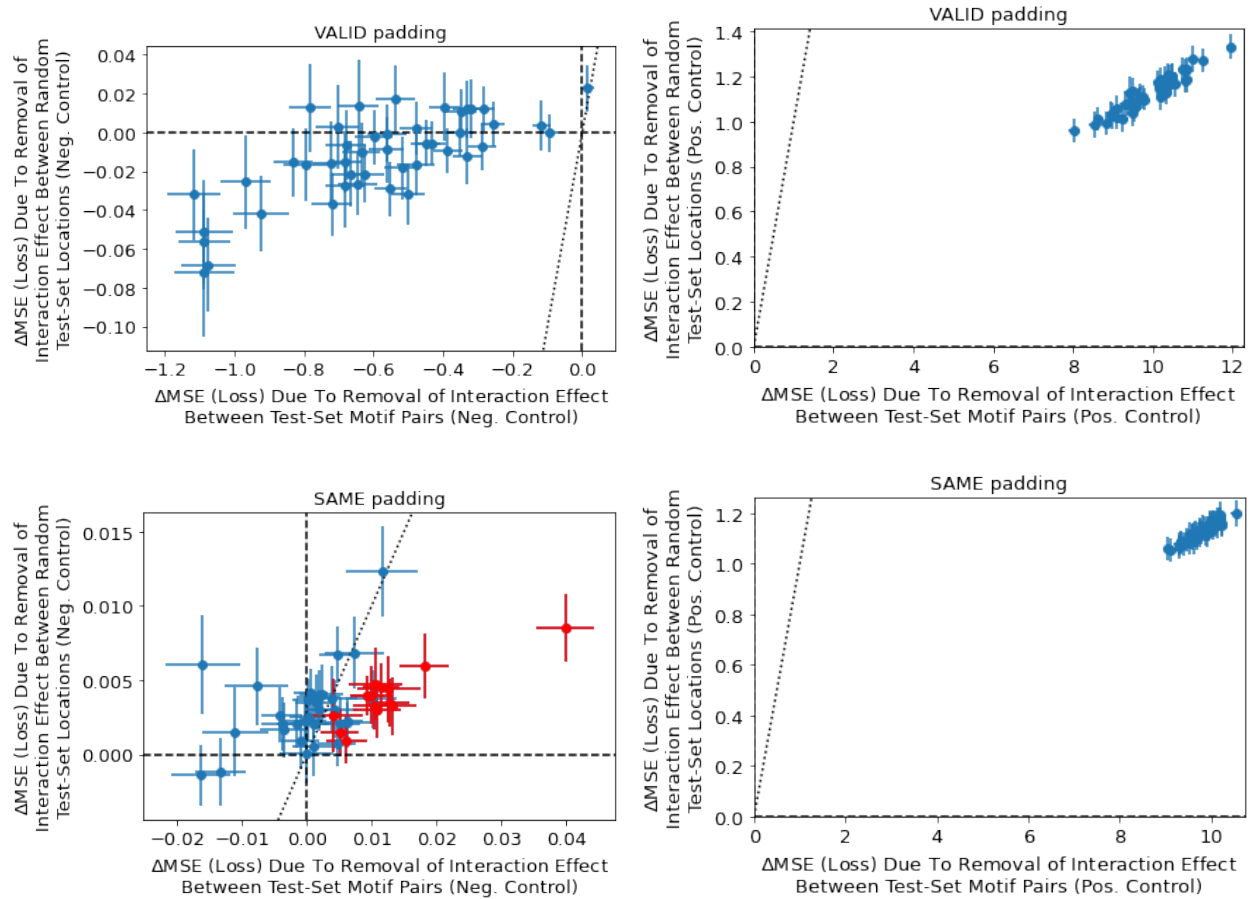 VALID padding
ΔMSE (Loss) Due To Removal of
Interaction Effect Between Random
Test-Set Locations (Neg. Control)
0.04
0.02
0.00
−0.02
−0.04
−0.06
−0.08
−0.10
−1.2 −1.0 −0.8 −0.6 −0.4 −0.2 0.0
ΔMSE (Loss) Due To Removal of Interaction Effect
Between Test-Set Motif Pairs (Neg. Control)
VALID padding
ΔMSE (Loss) Due To Removal of
Interaction Effect Between Random
Test-Set Locations (Pos. Control)
1.4
1.2
1.0
0.8
0.6
0.4
0.2
0.0
0 2 4 6 8 10 12
ΔMSE (Loss) Due To Removal of Interaction Effect
Between Test-Set Motif Pairs (Pos. Control)
SAME padding
ΔMSE (Loss) Due To Removal of
Interaction Effect Between Random
Test-Set Locations (Neg. Control)
0.015
0.010
0.005
0.000
−0.02 −0.01 0.00 0.01 0.02 0.03 0.04
ΔMSE (Loss) Due To Removal of Interaction Effect
Between Test-Set Motif Pairs (Neg. Control)
SAME padding
ΔMSE (Loss) Due To Removal of
Interaction Effect Between Random
Test-Set Locations (Pos. Control)
1.2
1.0
0.8
0.6
0.4
0.2
0.0
0 2 4 6 8 10
ΔMSE (Loss) Due To Removal of Interaction Effect
Between Test-Set Motif Pairs (Pos. Control)